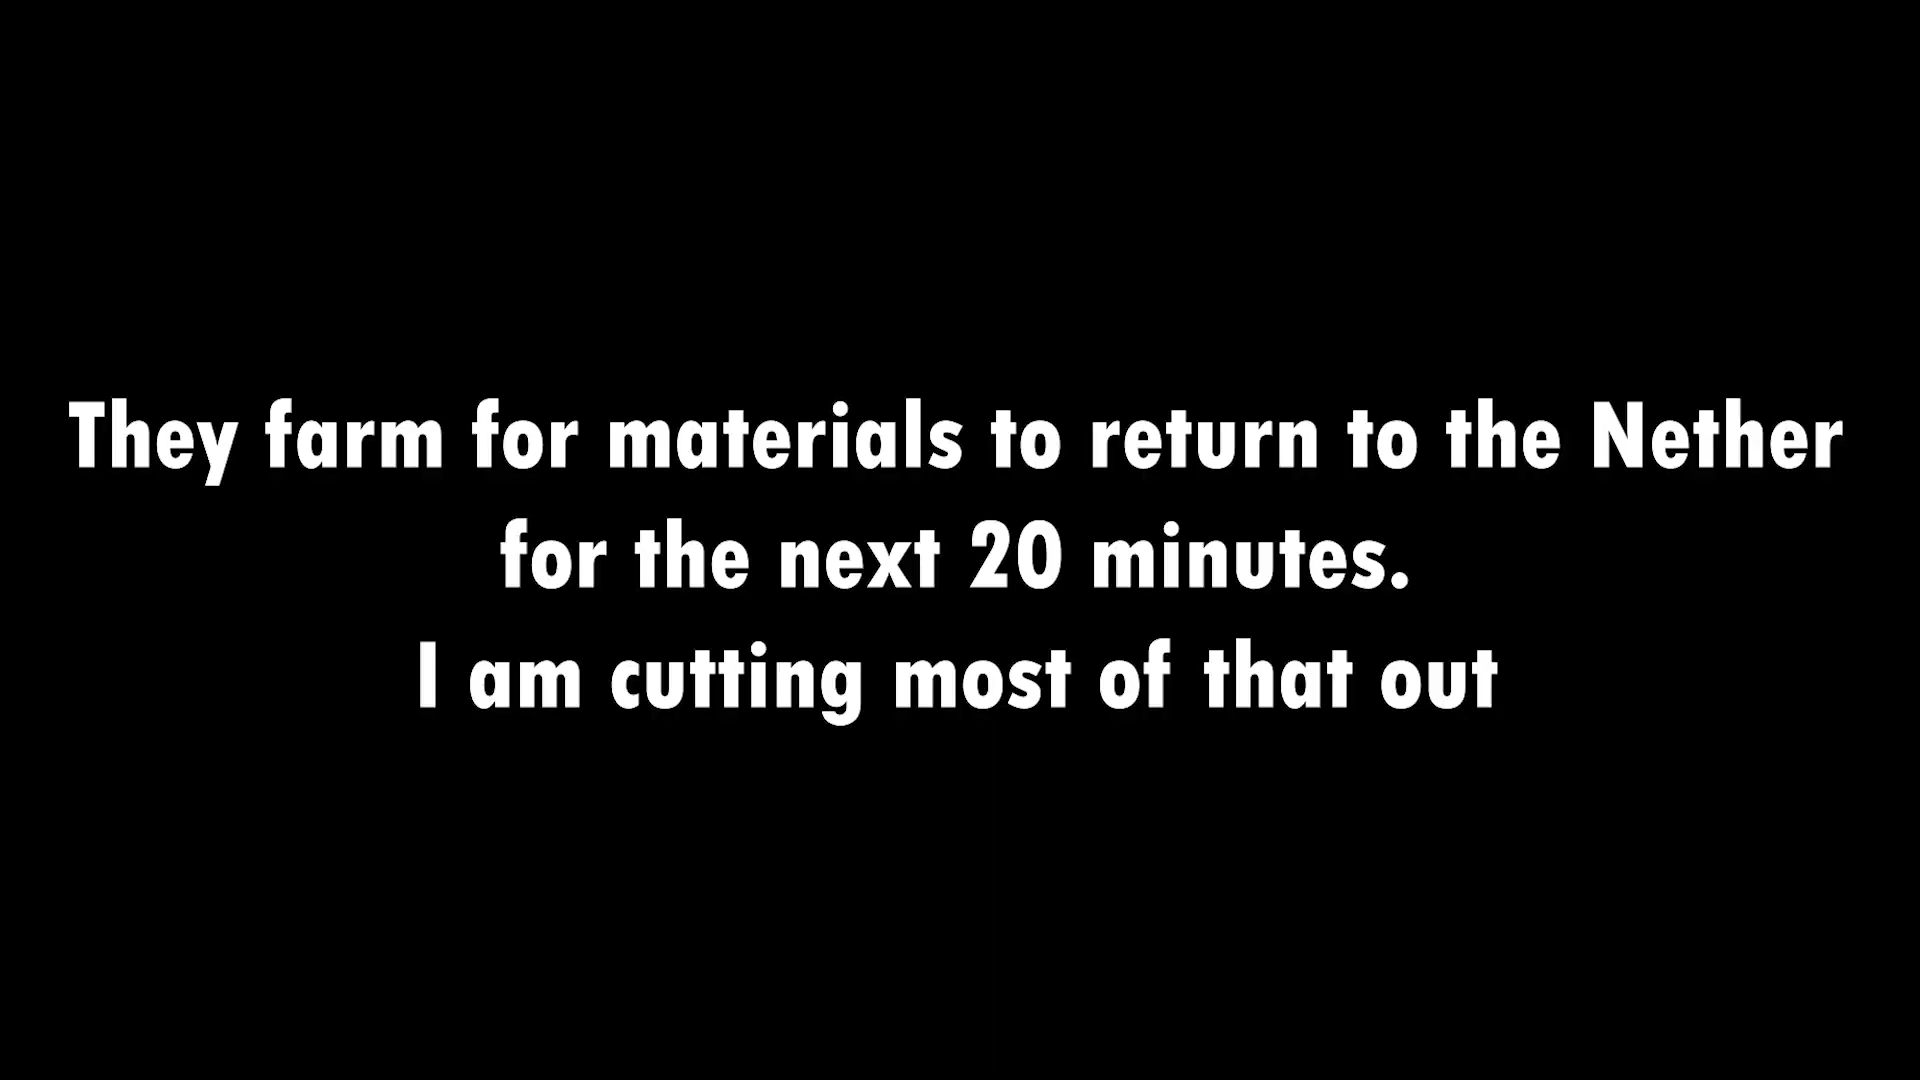 They farm for materials to return to the Nether
for the next 20 minutes.
I am cutting most of that out